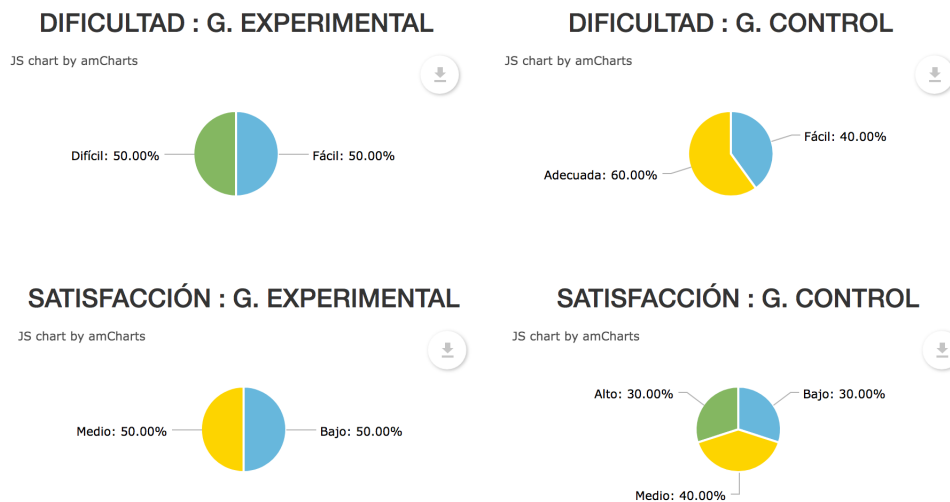 DIFICULTAD : G. EXPERIMENTAL
JS chart by amCharts
Difícil: 50.00%
Fácil: 50.00%
DIFICULTAD : G. CONTROL
JS chart by amCharts
Fácil: 40.00%
Adecuada: 60.00%
SATISFACCIÓN : G. EXPERIMENTAL
JS chart by amCharts
Medio: 50.00%
Bajo: 50.00%
SATISFACCIÓN : G. CONTROL
JS chart by amCharts
Alto: 30.00%
Bajo: 30.00%
Medio: 40.00%